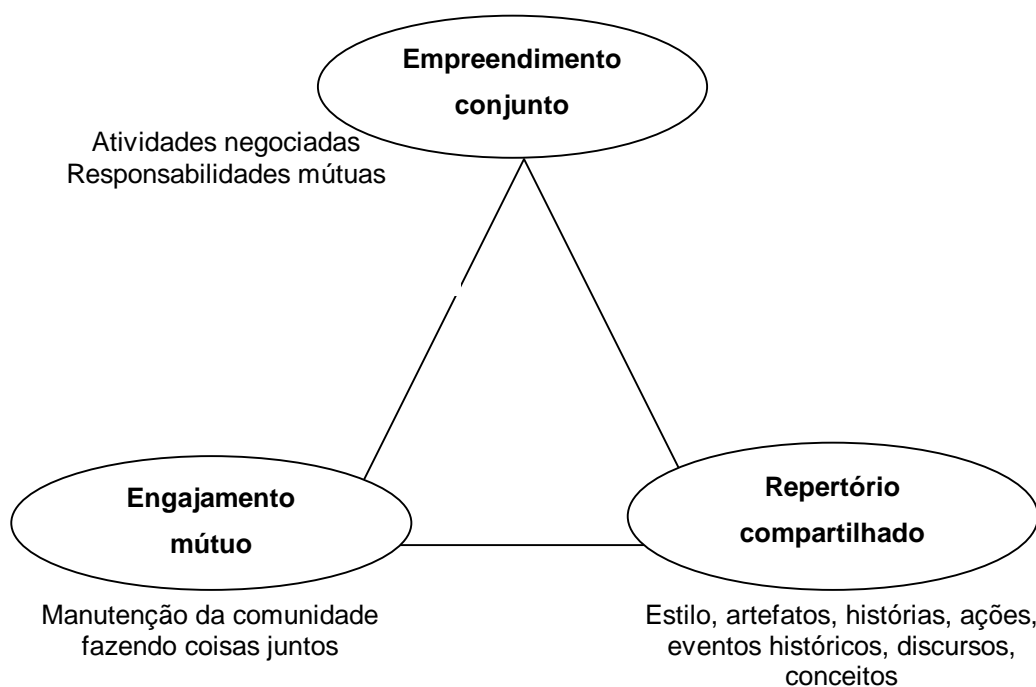 Empreendimento
conjunto
Atividades negociadas
Responsabilidades mútuas
Engajamento
mútuo
Manutenção da comunidade
fazendo coisas juntos
Repertório
compartilhado
Estilo, artefatos, histórias, ações,
eventos históricos, discursos,
conceitos